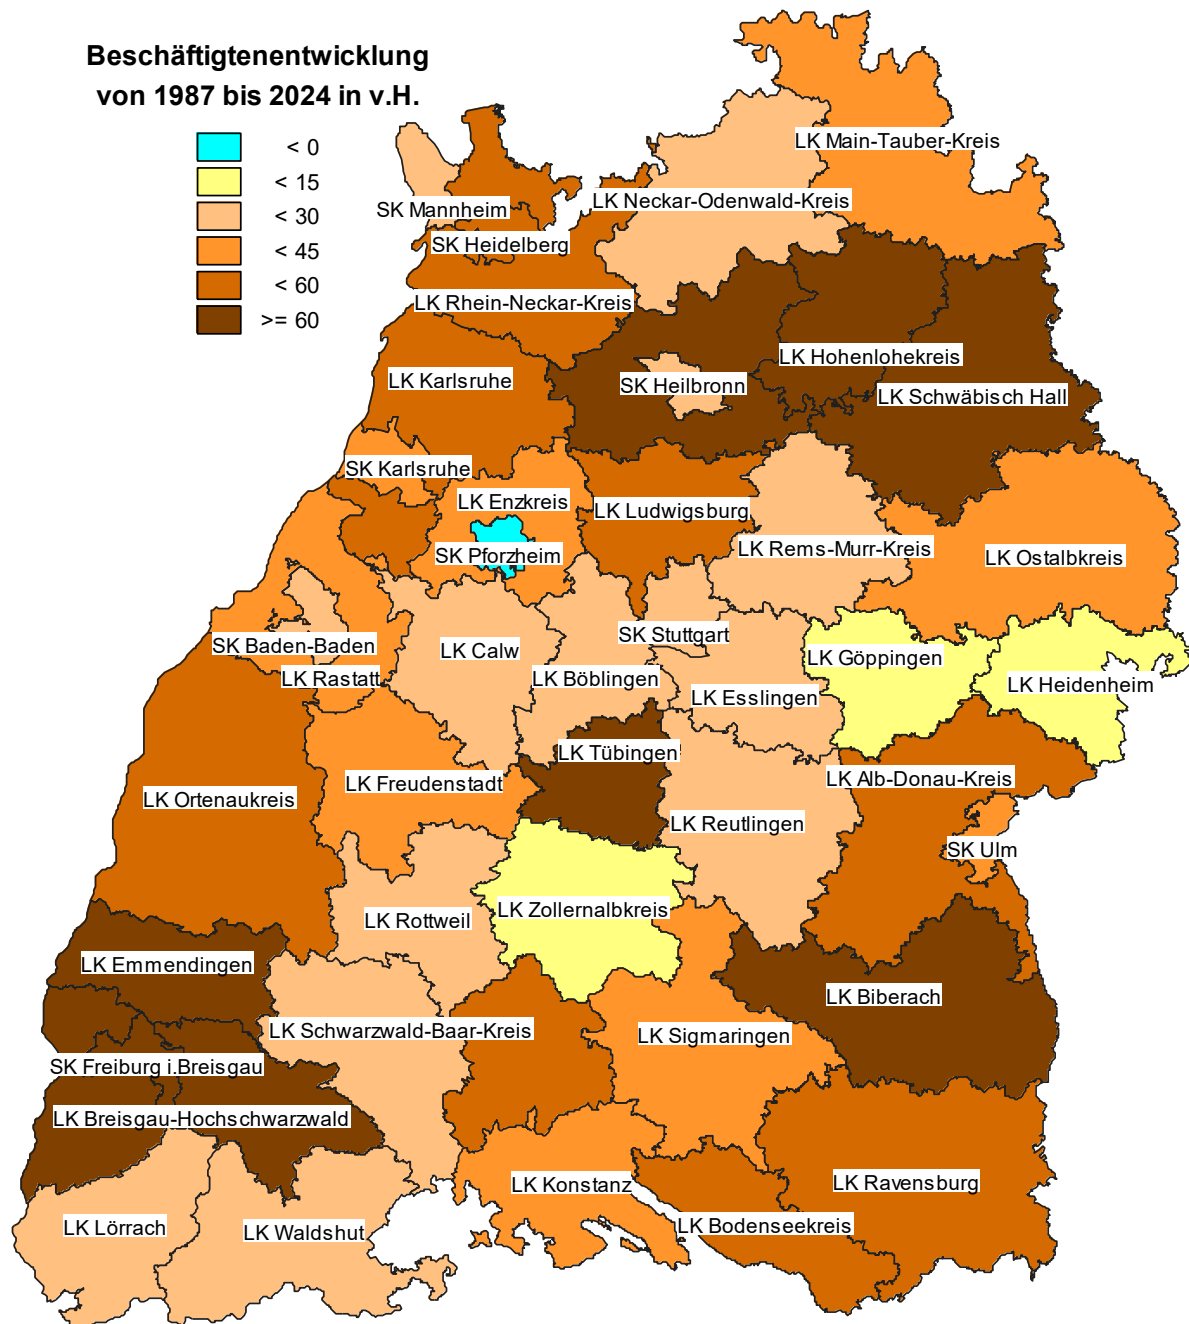 Beschäftigtenentwicklung
von 1987 bis 2024 in v.H.
< 0
< 15
< 30
< 45
< 60
>= 60
LK Main-Tauber-Kreis
LK Neckar-Odenwald-Kreis
SK Mannheim
SK Heidelberg
LK Rhein-Neckar-Kreis
LK Hohenlohekreis
LK Karlsruhe
SK Heilbronn
LK Schwäbisch Hall
SK Karlsruhe
LK Enzkreis
LK Ludwigsburg
SK Pforzheim
LK Rems-Murr-Kreis
LK Ostalbkreis
SK Baden-Baden
SK Stuttgart
LK Calw
LK Göppingen
LK Rastatt
LK Böblingen
LK Heidenheim
LK Esslingen
LK Tübingen
LK Alb-Donau-Kreis
LK Freudenstadt
LK Ortenaukreis
LK Reutlingen
SK Ulm
LK Zollernalbkreis
LK Rottweil
LK Emmendingen
LK Biberach
LK Schwarzwald-Baar-Kreis
LK Sigmaringen
SK Freiburg i.Breisgau
LK Breisgau-Hochschwarzwald
LK Konstanz
LK Ravensburg
LK Lörrach
LK Waldshut
LK Bodenseekreis